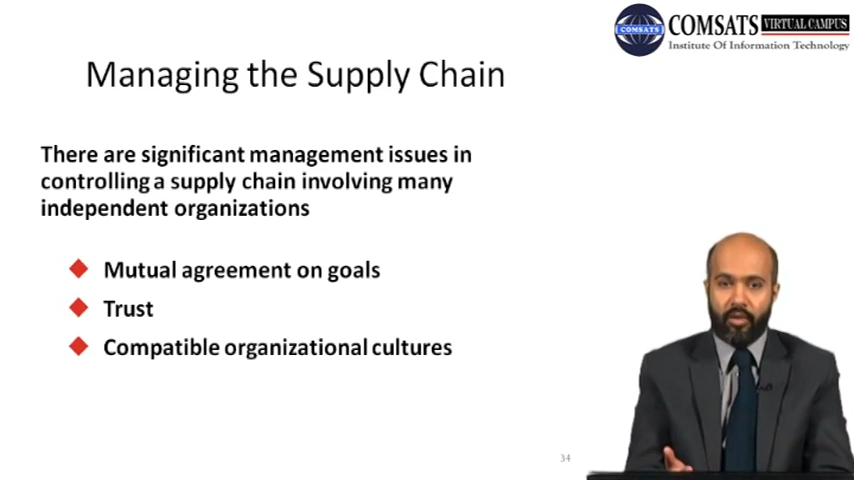 COMSATS
COMSATS VIRTUAL CAMPUS
Institute Of Information Technology
Managing the Supply Chain
There are significant management issues in
controlling a supply chain involving many
independent organizations
Mutual agreement on goals
Trust
Compatible organizational cultures
34